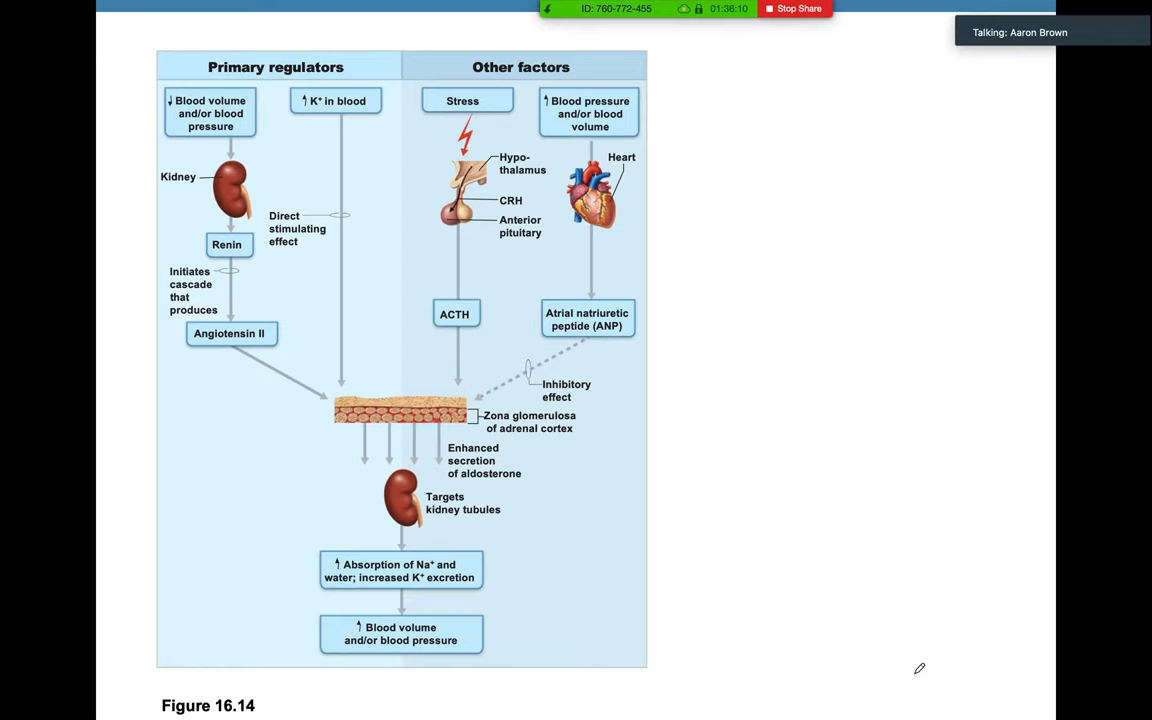 ID: 760-772-455
01:36:10
Stop Share
Talking: Aaron Brown
Primary regulators
Other factors
Blood volume
and/or blood
pressure
K⁺ in blood
Stress
Blood pressure
and/or blood
volume
Kidney
Hypo-
thalamus
Heart
CRH
Anterior
pituitary
Direct
stimulating
effect
Renin
Initiates
cascade
that
produces
Angiotensin II
ACTH
Atrial natriuretic
peptide (ANP)
Inhibitory
effect
Zona glomerulosa
of adrenal cortex
Enhanced
secretion
of aldosterone
Targets
kidney tubules
Absorption of Na⁺ and
water; increased K⁺ excretion
Blood volume
and/or blood pressure
Figure 16.14